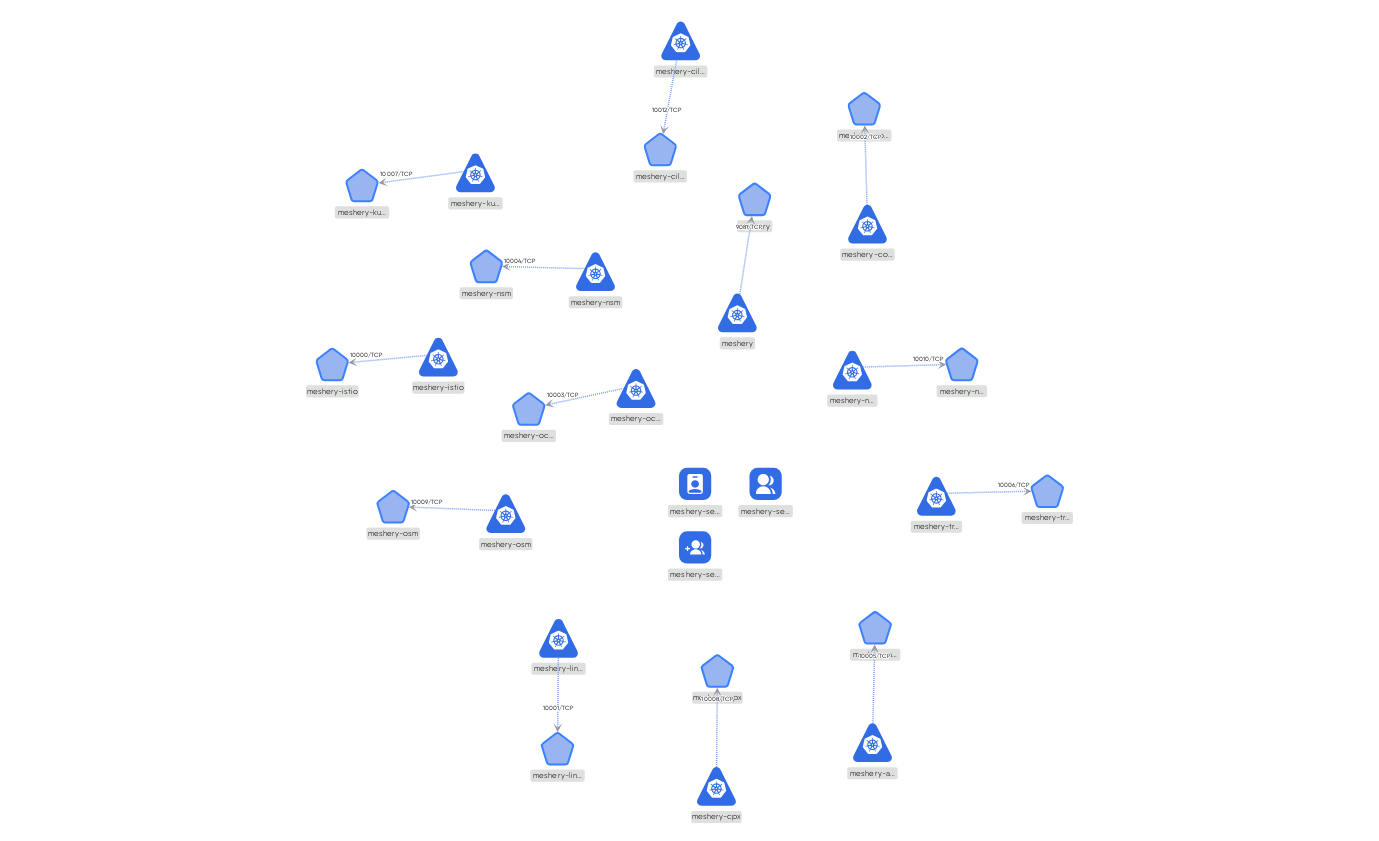 meshery-cil...
10012/TCP
meshery-cil...
10002/TCP
meshery-co...
10007/TCP
meshery-ku...
meshery-ku...
9081/TCP
meshery
10004/TCP
meshery-nsm
meshery-nsm
10000/TCP
meshery-istio
meshery-istio
10003/TCP
meshery-oc...
meshery-oc...
10010/TCP
meshery-n...
meshery-n...
meshery-se...
meshery-se...
meshery-se...
10009/TCP
meshery-osm
meshery-osm
10006/TCP
meshery-tr...
meshery-tr...
meshery-lin...
10001/TCP
meshery-lin...
meshery-cpx
10005/TCP
meshery-a...